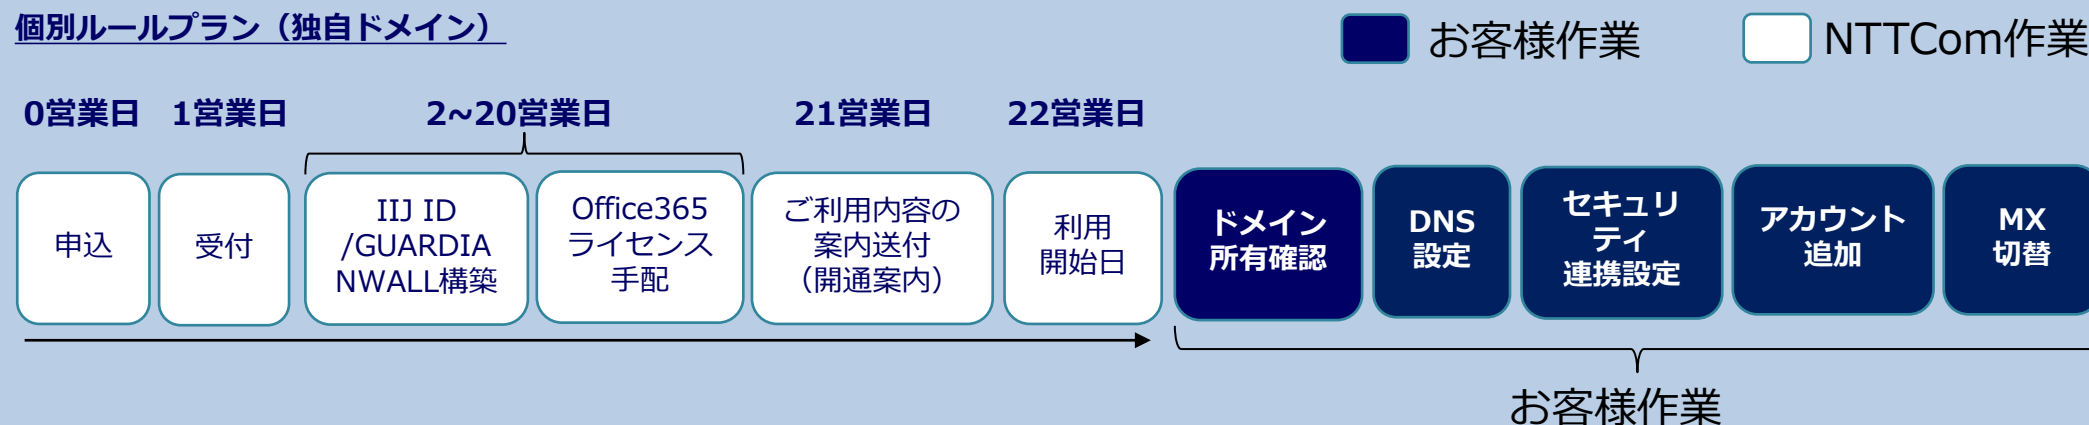 個別ルールプラン（独自ドメイン）
お客様作業
NTTCom作業
0営業日
1営業日
2~20営業日
21営業日
22営業日
申込
受付
IIJ ID
/GUARDIA
NWALL構築
Office365
ライセンス
手配
ご利用内容の
案内送付
（開通案内）
利用
開始日
ドメイン
所有確認
DNS
設定
セキュリ
ティ
連携設定
アカウント
追加
MX
切替
お客様作業